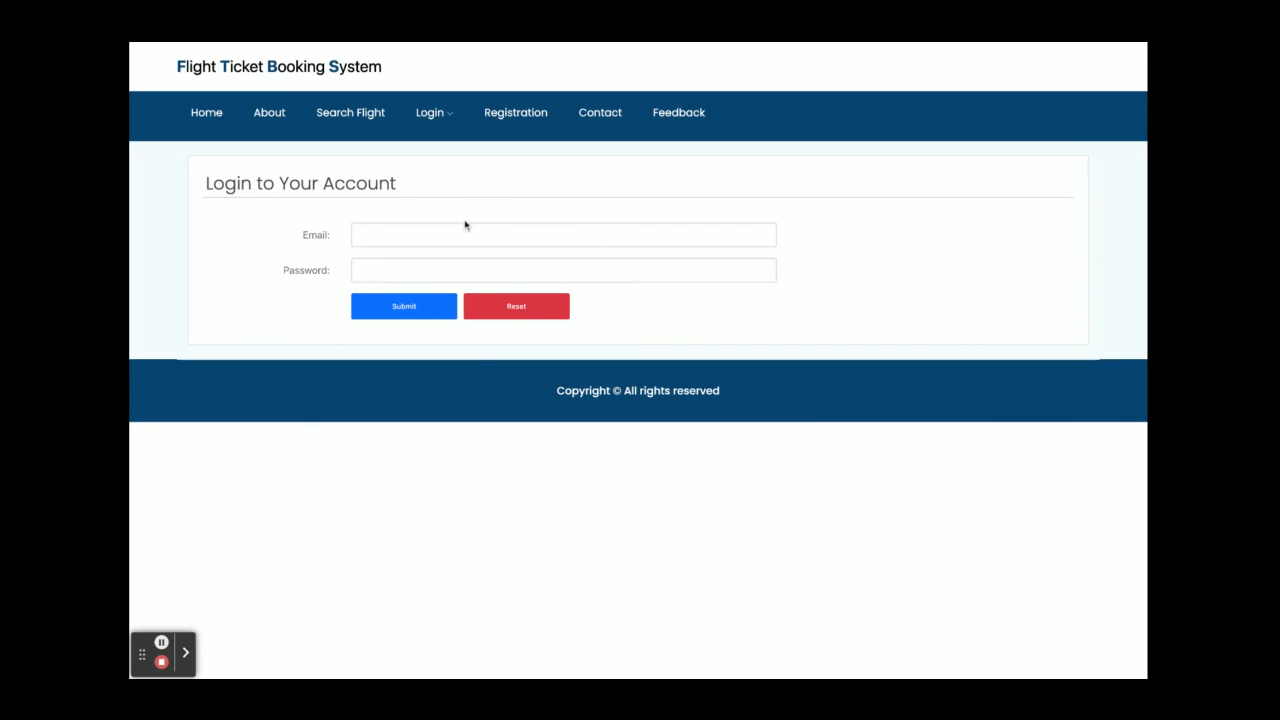 Flight Ticket Booking System
Home About Search Flight Login Registration Contact Feedback
Login to Your Account
Email:
Password:
Submit Reset
Copyright © All rights reserved